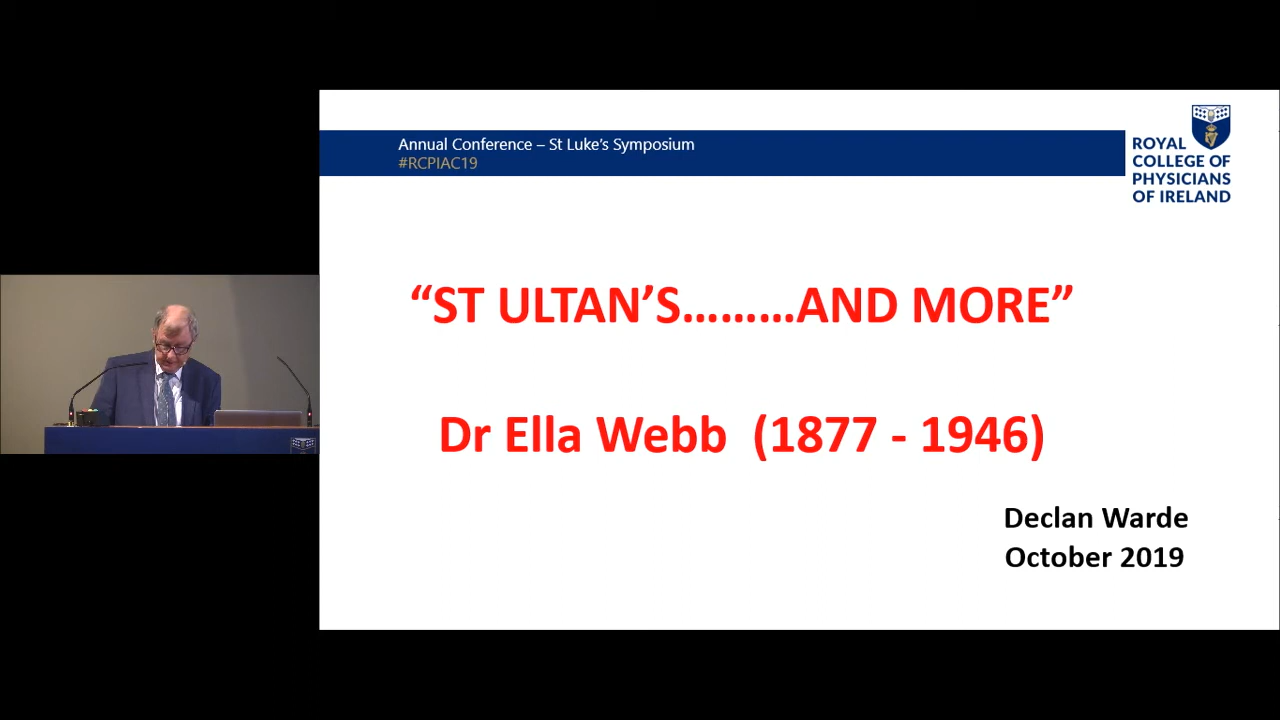 Annual Conference – St Luke's Symposium
#RCPIAC19
ROYAL
COLLEGE OF
PHYSICIANS
OF IRELAND
“ST ULTAN’S.........AND MORE”
Dr Ella Webb (1877 - 1946)
Declan Warde
October 2019